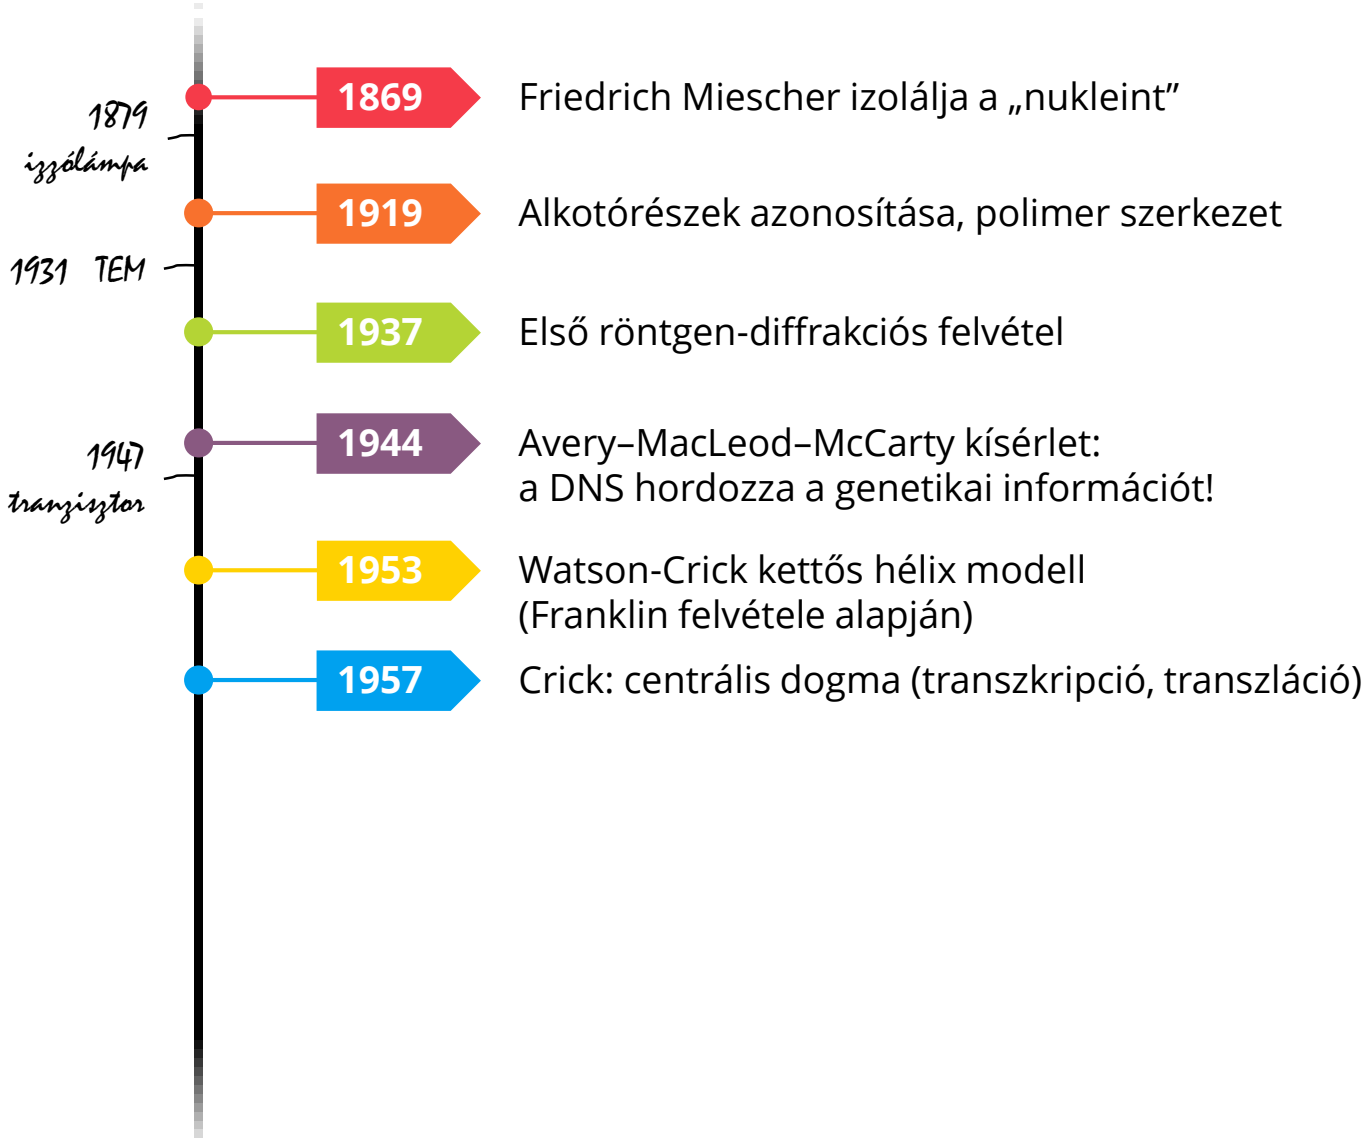 1869 Friedrich Miescher izolálja a „nukleint”
1879
izzólámpa
1919 Alkotórészek azonosítása, polimer szerkezet
1931 TEM
1937 Első röntgen-diffrakciós felvétel
1944 Avery–MacLeod–McCarty kísérlet:
a DNS hordozza a genetikai információt!
1947
tranzisztor
1953 Watson-Crick kettős hélix modell
(Franklin felvétele alapján)
1957 Crick: centrális dogma (transzkripció, transzláció)